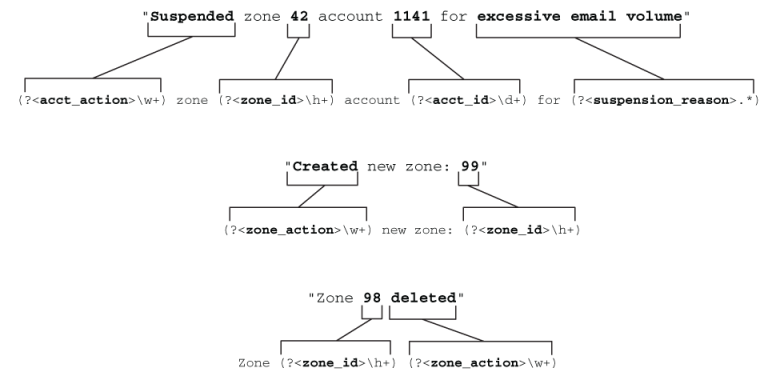 "Suspended zone 42 account 1141 for excessive email volume"
(?<acct_action>\w+) zone (?<zone_id>\h+) account (?<acct_id>\d+) for (?<suspension_reason>.*)
"Created new zone: 99"
(?<zone_action>\w+) new zone: (?<zone_id>\h+)
"Zone 98 deleted"
Zone (?<zone_id>\h+) (?<zone_action>\w+)